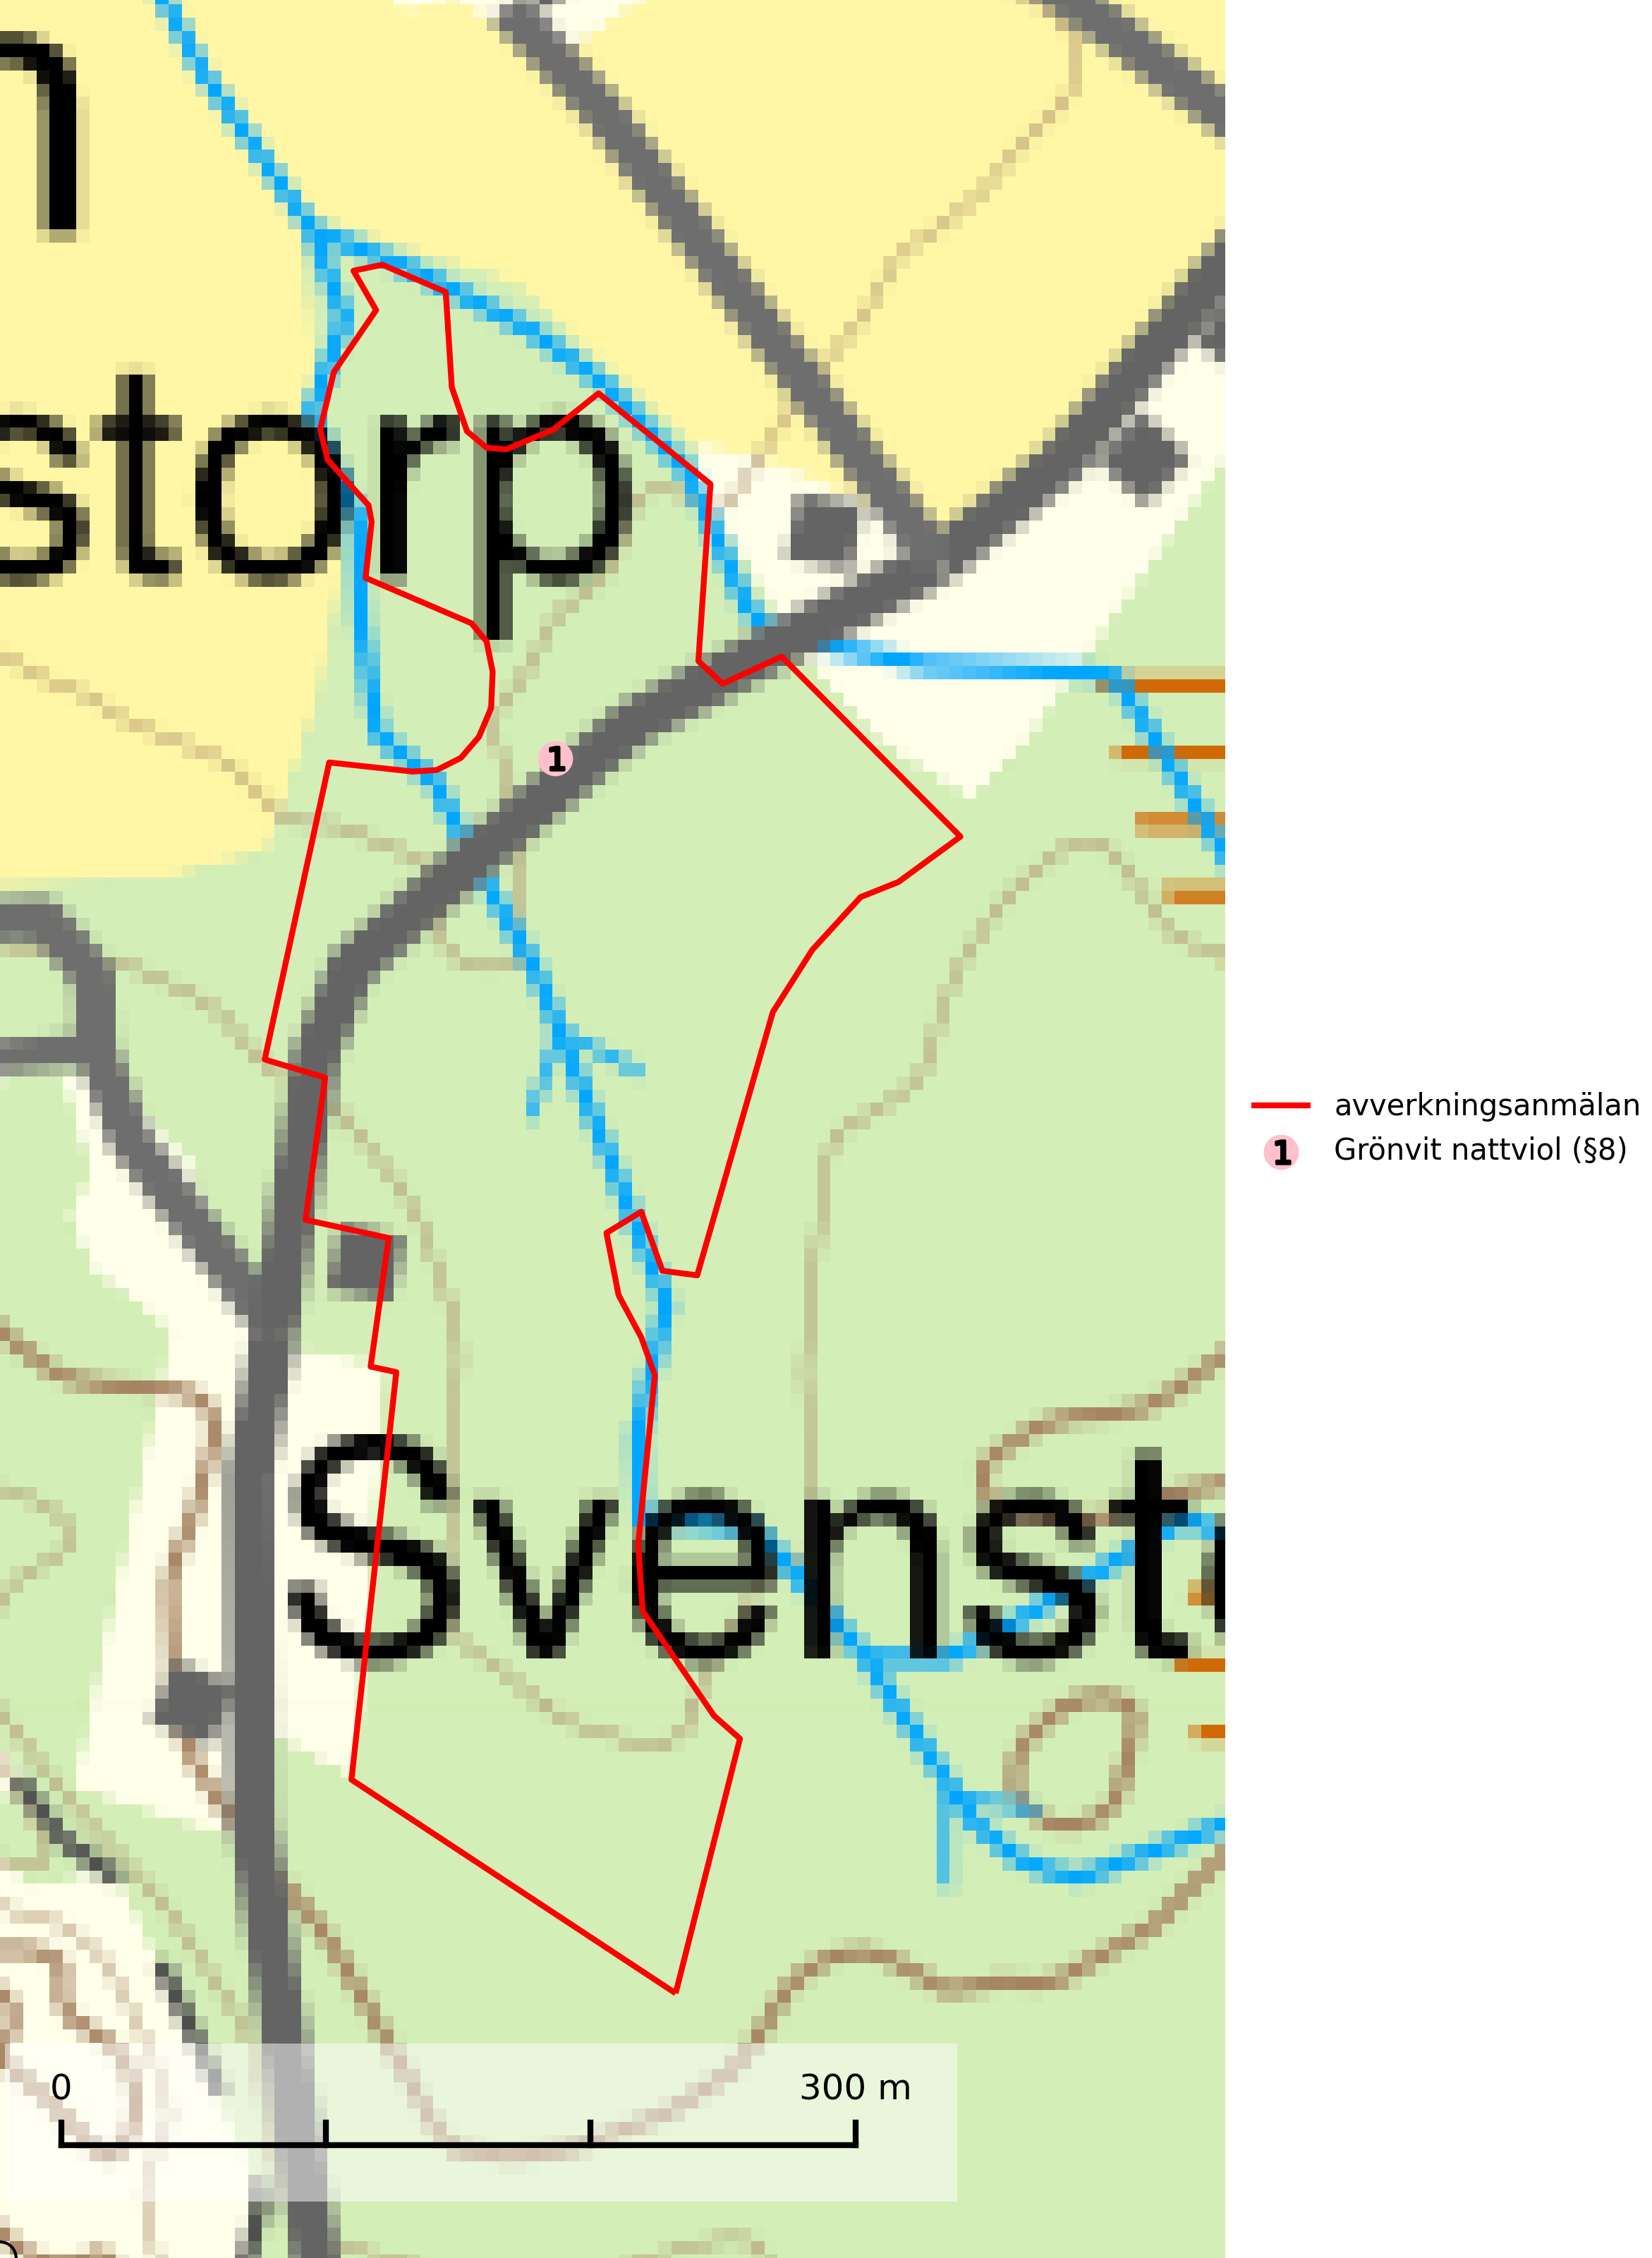 n
storp
1
avverkningsanmälan
1 Grönvit nattviol (§8)
Svenst
0 300 m